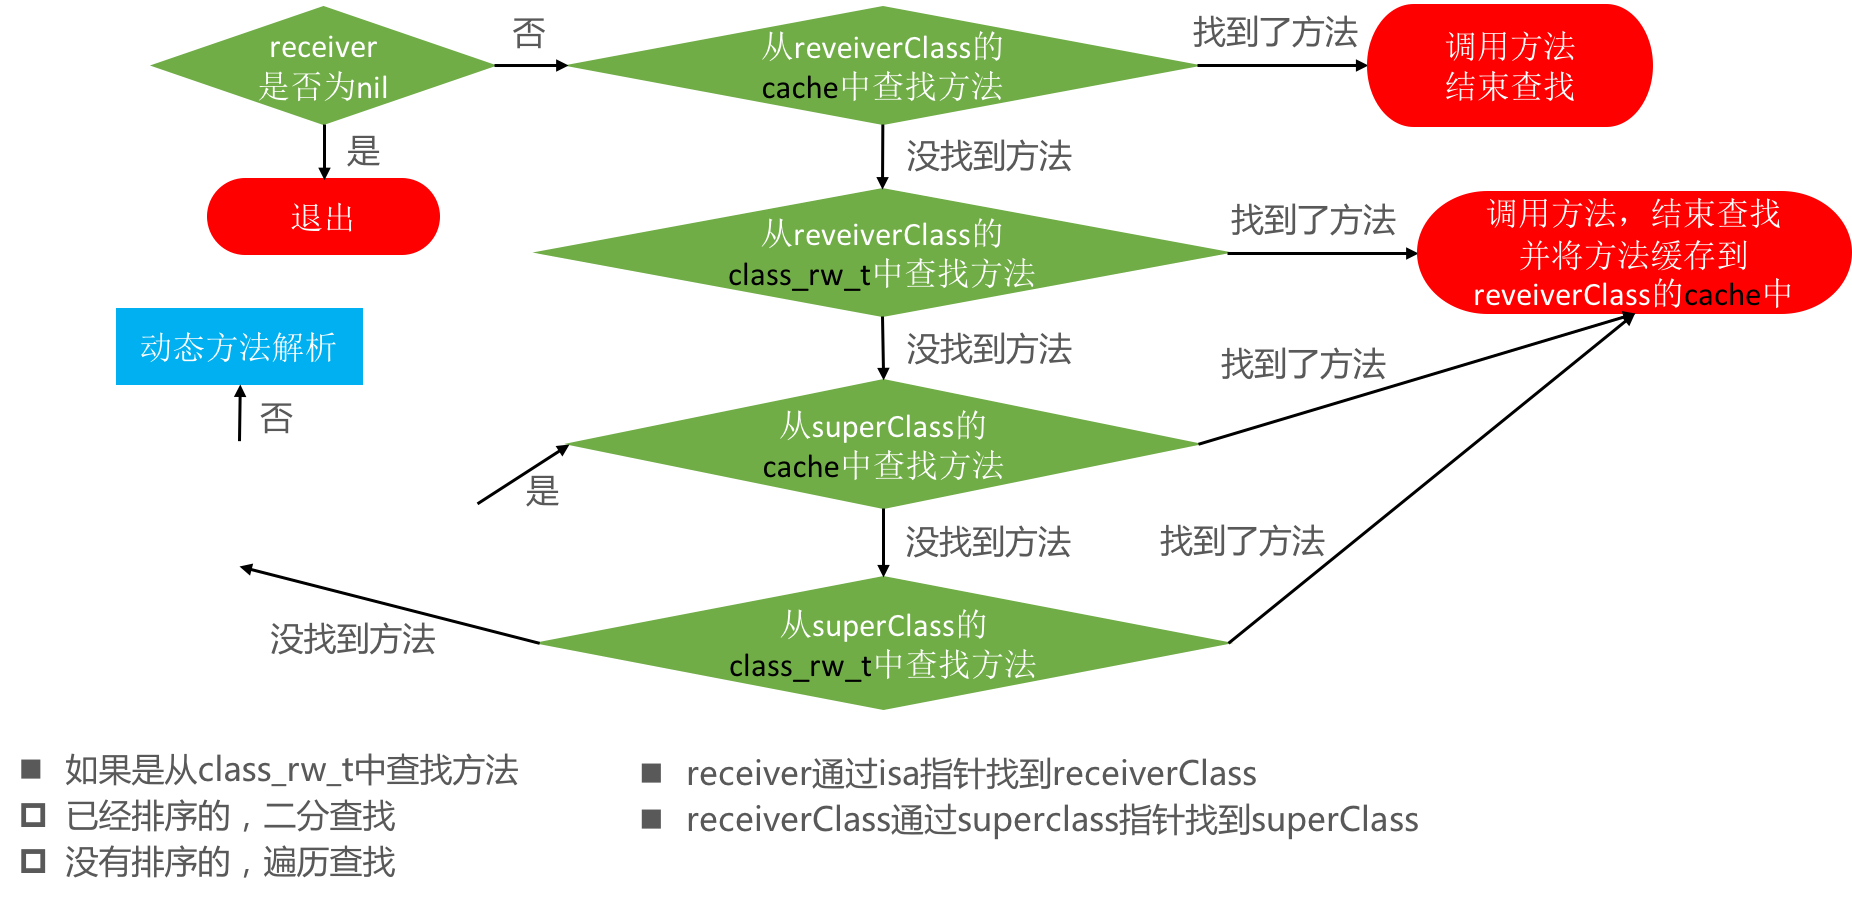 receiver
是否为nil
否
从reveiverClass的
cache中查找方法
找到了方法
调用方法
结束查找
是
没找到方法
退出
从reveiverClass的
class_rw_t中查找方法
找到了方法
调用方法，结束查找
并将方法缓存到
reveiverClass的cache中
动态方法解析
没找到方法
找到了方法
否
从superClass的
cache中查找方法
是
没找到方法
找到了方法
没找到方法
从superClass的
class_rw_t中查找方法
如果是从class_rw_t中查找方法
已经排序的，二分查找
没有排序的，遍历查找
receiver通过isa指针找到receiverClass
receiverClass通过superclass指针找到superClass